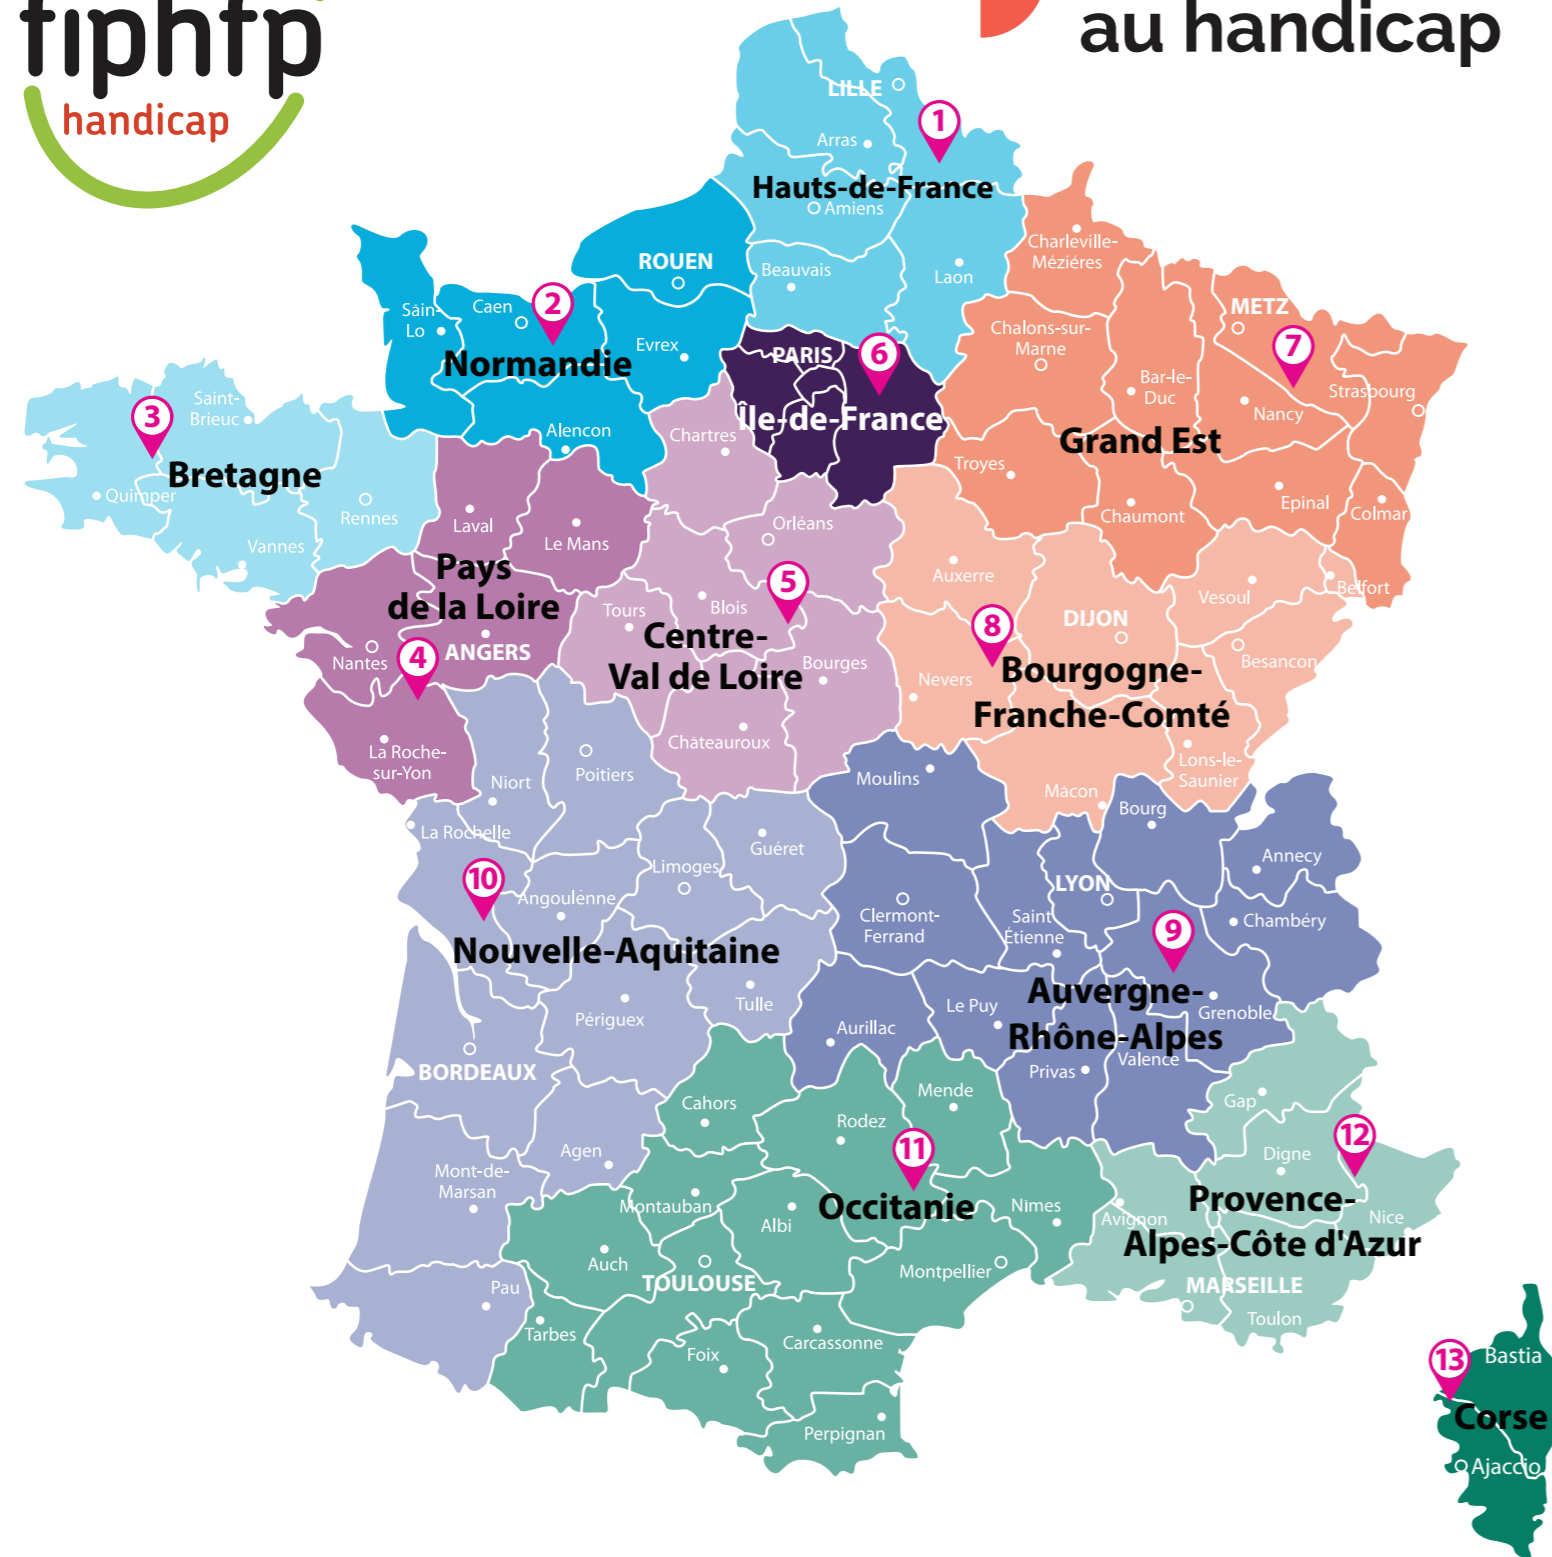 fiphfp
handicap
au handicap
LILLE
1
Arras
Hauts-de-France
Amiens
Beauvais
Laon
ROUEN
Caen
2
Sain-
Lo
Evrex
Normandie
Alencon
Charleville-
Méziéres
METZ
7
Chalons-sur-
Marne
Bar-le-
Duc
Nancy
Strasbourg
Grand Est
Troyes
Chaumont
Epinal
Colmar
PARIS
6
Île-de-France
3
Saint-
Brieuc
Bretagne
Quimper
Rennes
Vannes
Laval
Le Mans
Pays
de la Loire
Nantes
4
ANGERS
La Roche-
sur-Yon
Chartres
Orléans
5
Blois
Tours
Centre-
Val de Loire
Bourges
Châteauroux
Auxerre
8
DIJON
Vesoul
Belfort
Besancon
Nevers
Bourgogne-
Franche-Comté
Lons-le-
Saunier
Mâcon
Niort
Poitiers
La Rochelle
Guéret
Limoges
10
Angoulénne
Nouvelle-Aquitaine
Tulle
Périguex
BORDEAUX
Agen
Mont-de-
Marsan
Pau
Moulins
Bourg
Annecy
LYON
Clermont-
Ferrand
Saint
Étienne
9
Chambéry
Auvergne-
Rhône-Alpes
Le Puy
Grenoble
Aurillac
Valence
Privas
Cahors
Rodez
Mende
11
Occitanie
Montauban
Albi
Nimes
Auch
TOULOUSE
Montpellier
Tarbes
Foix
Carcassonne
Perpignan
Gap
12
Digne
Provence-
Alpes-Côte d'Azur
Avignon
Nice
MARSEILLE
Toulon
13
Bastia
Corse
Ajaccio